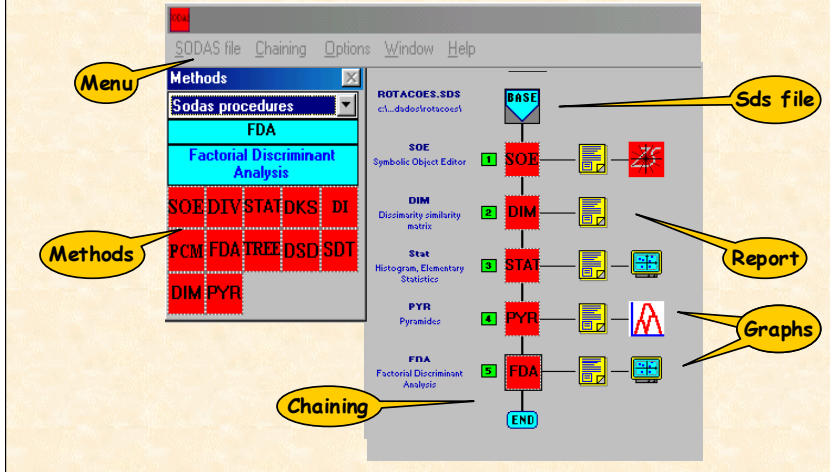 SODAS file Chaining Options Window Help
Menu
Methods
Sodas procedures
FDA
Factorial Discriminant
Analysis
SOE DIV STAT DKS DI
PCM FDA TREE DSD SDT
DIM PYR
Methods
ROTACOES.SDS
c:\...dados\rotacoes\
BASE
Sds file
SOE
Symbolic Object Editor
1 SOE
DIM
Dissimarity similarity
matrix
2 DIM
Report
Stat
Histogram, Elementary
Statistics
3 STAT
PYR
Pyramides
4 PYR
Graphs
FDA
Factorial Discriminant
Analysis
5 FDA
Chaining
END